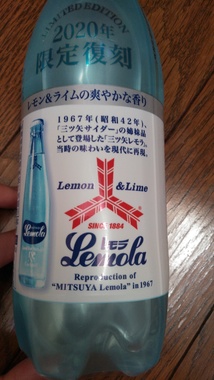 LIMITED EDITION
2020年
限定復刻
レモン&ライムの爽やかな香り
1967年(昭和42年)、
「三ツ矢サイダー」の姉妹品
として登場した「三ツ矢レモラ」。
当時の味わいを現代に再現。
Lemon & Lime
SINCE 1884
レモラ
Lemola
Reproduction of
"MITSUYA Lemola" in 1967
Lemola